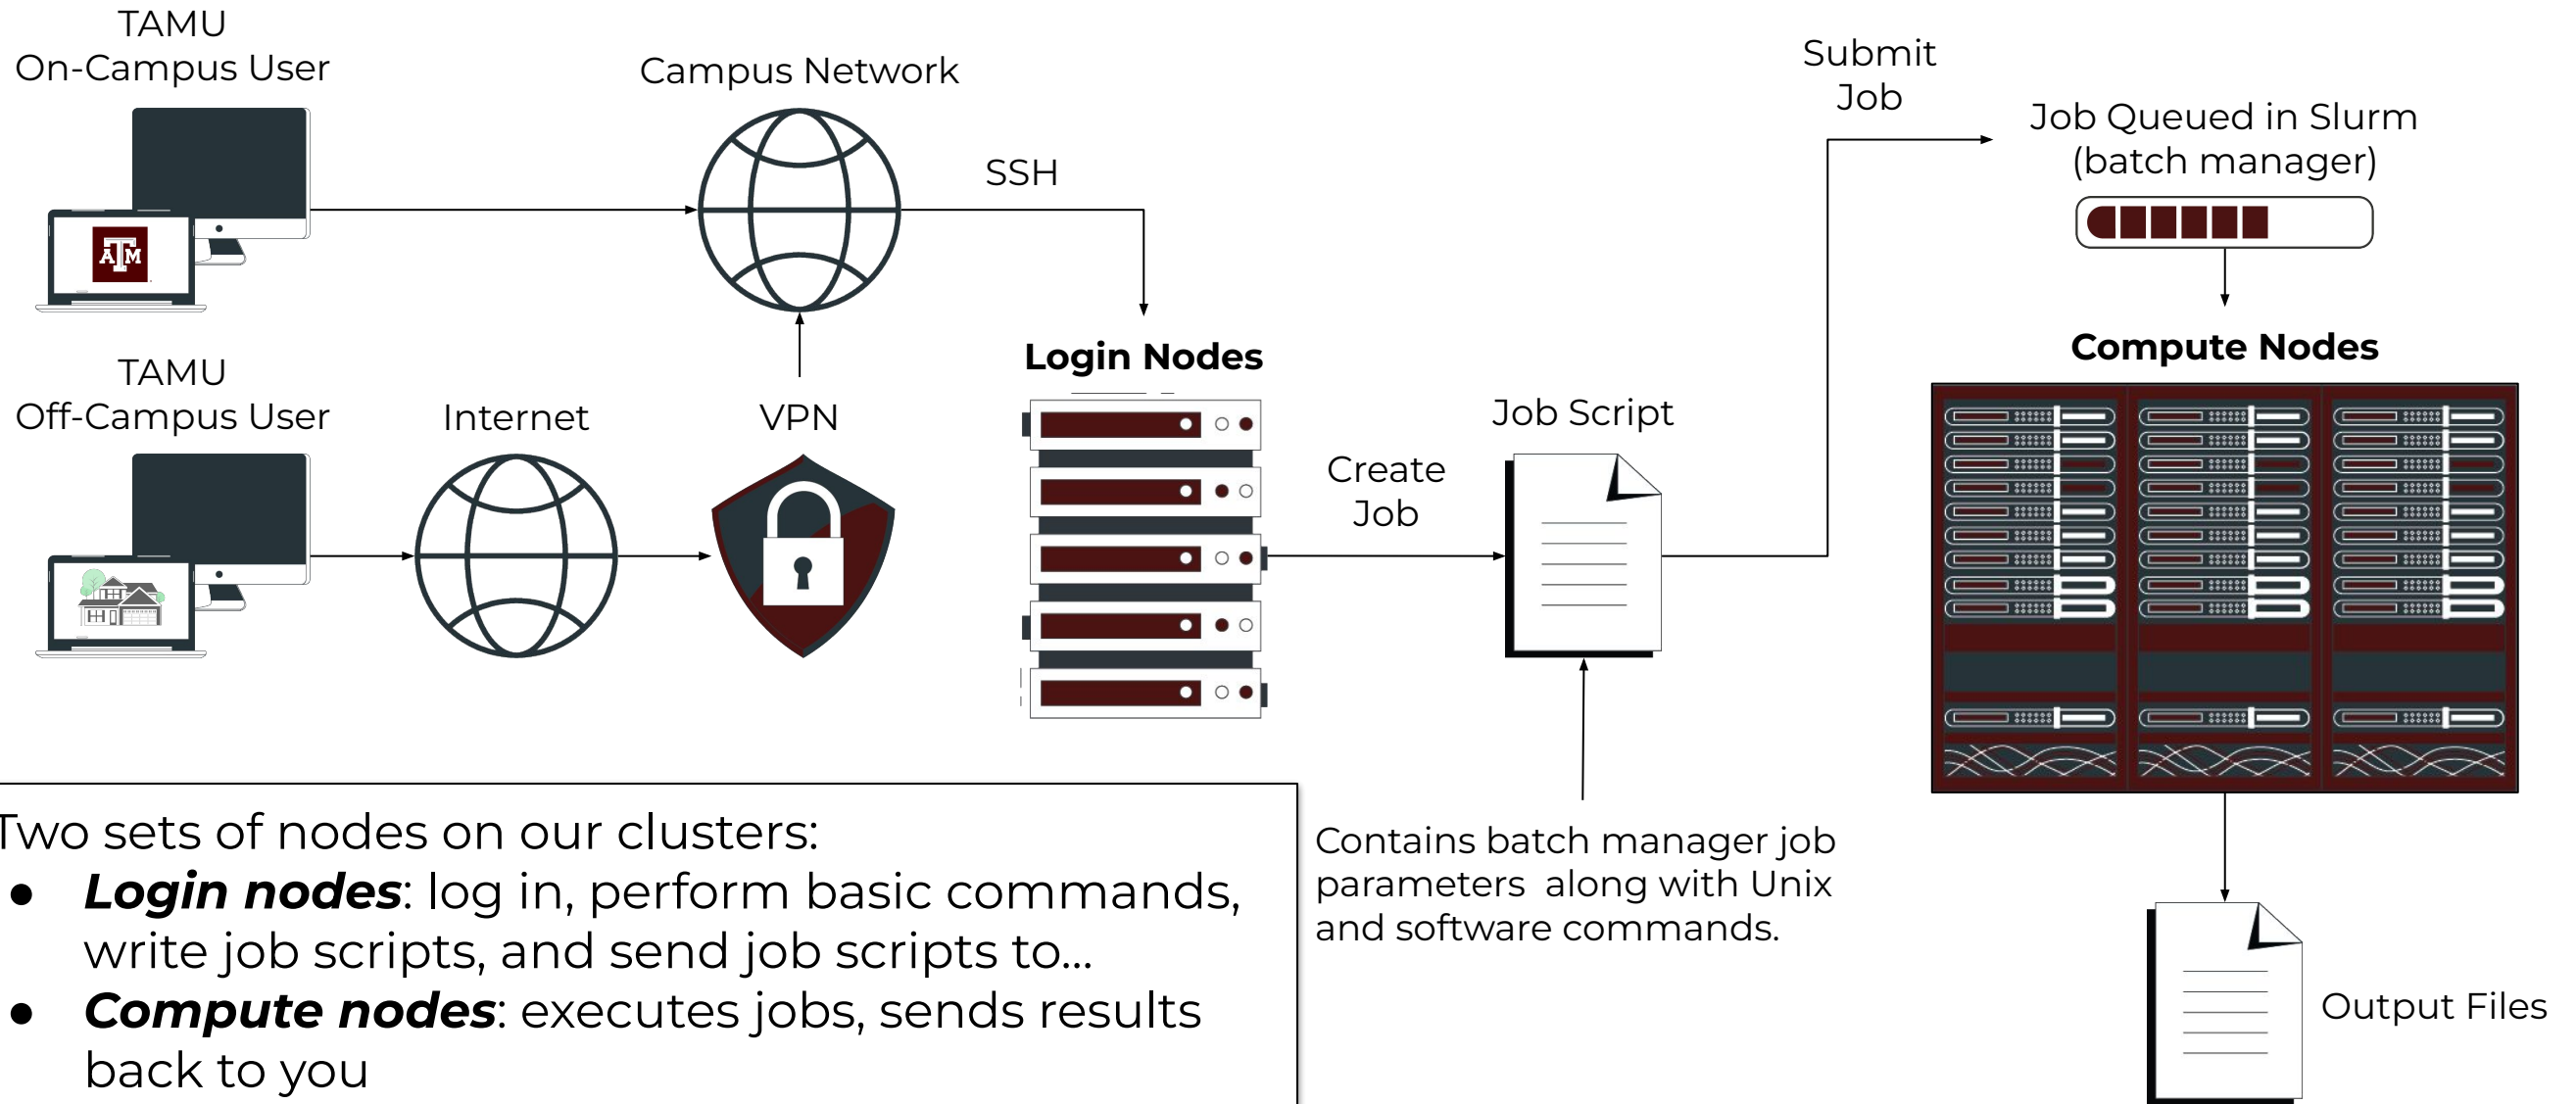 TAMU
On-Campus User
Campus Network
SSH
Submit
Job
Job Queued in Slurm
(batch manager)
ATM
TAMU
Off-Campus User
Internet
VPN
Login Nodes
Create
Job
Job Script
Compute Nodes
Two sets of nodes on our clusters:
● Login nodes: log in, perform basic commands,
write job scripts, and send job scripts to...
● Compute nodes: executes jobs, sends results
back to you
Contains batch manager job
parameters along with Unix
and software commands.
Output Files